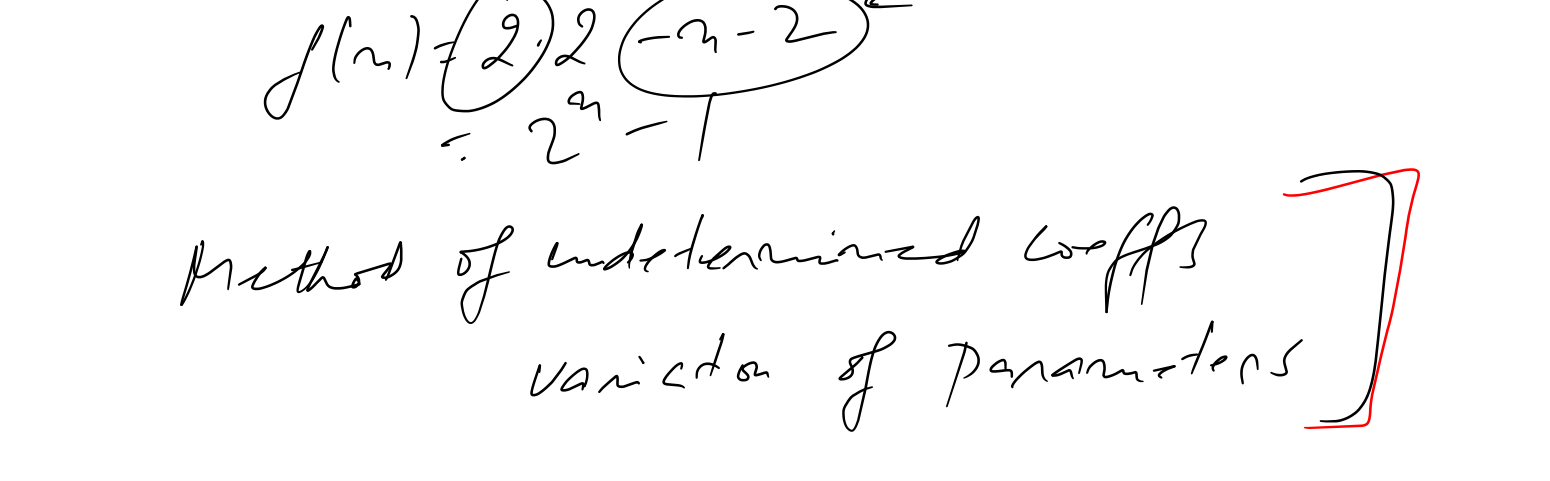 f(n) = 2.2 -n-2
= 2^n - 1
Method of undetermined coeffs
variation of parameters